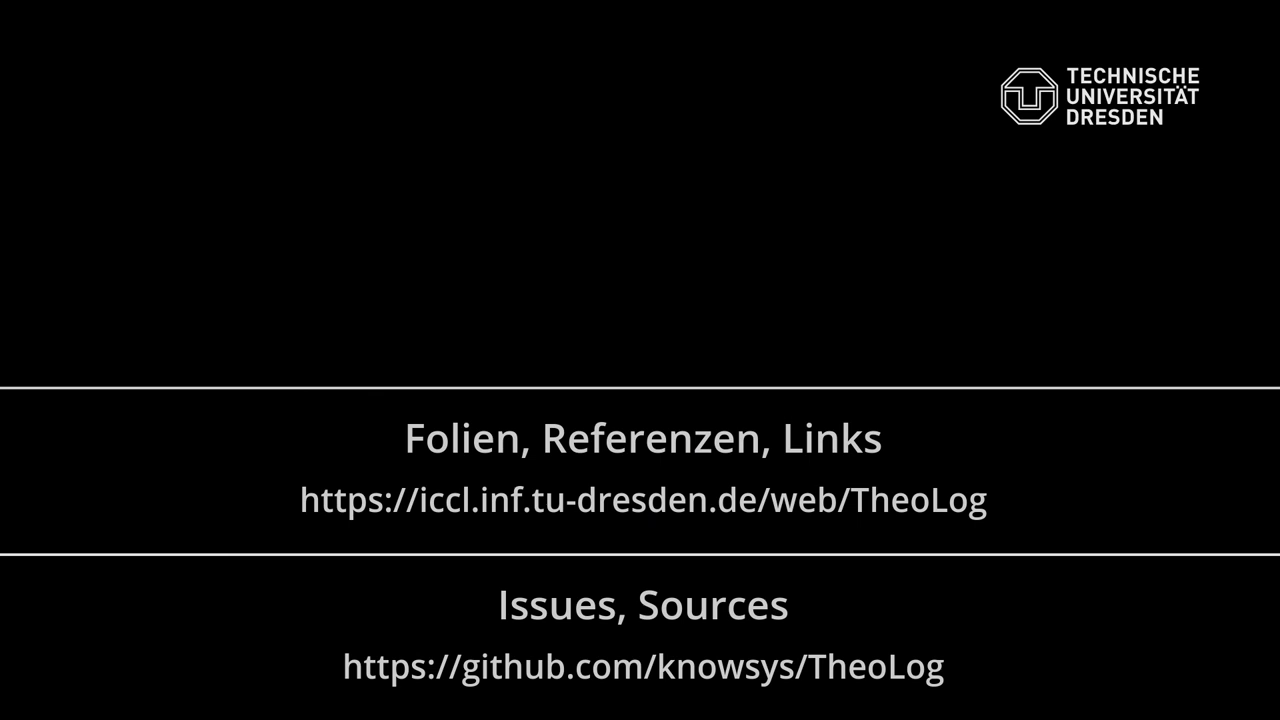 TECHNISCHE
UNIVERSITÄT
DRESDEN
Folien, Referenzen, Links
https://iccl.inf.tu-dresden.de/web/TheoLog
Issues, Sources
https://github.com/knowsys/TheoLog